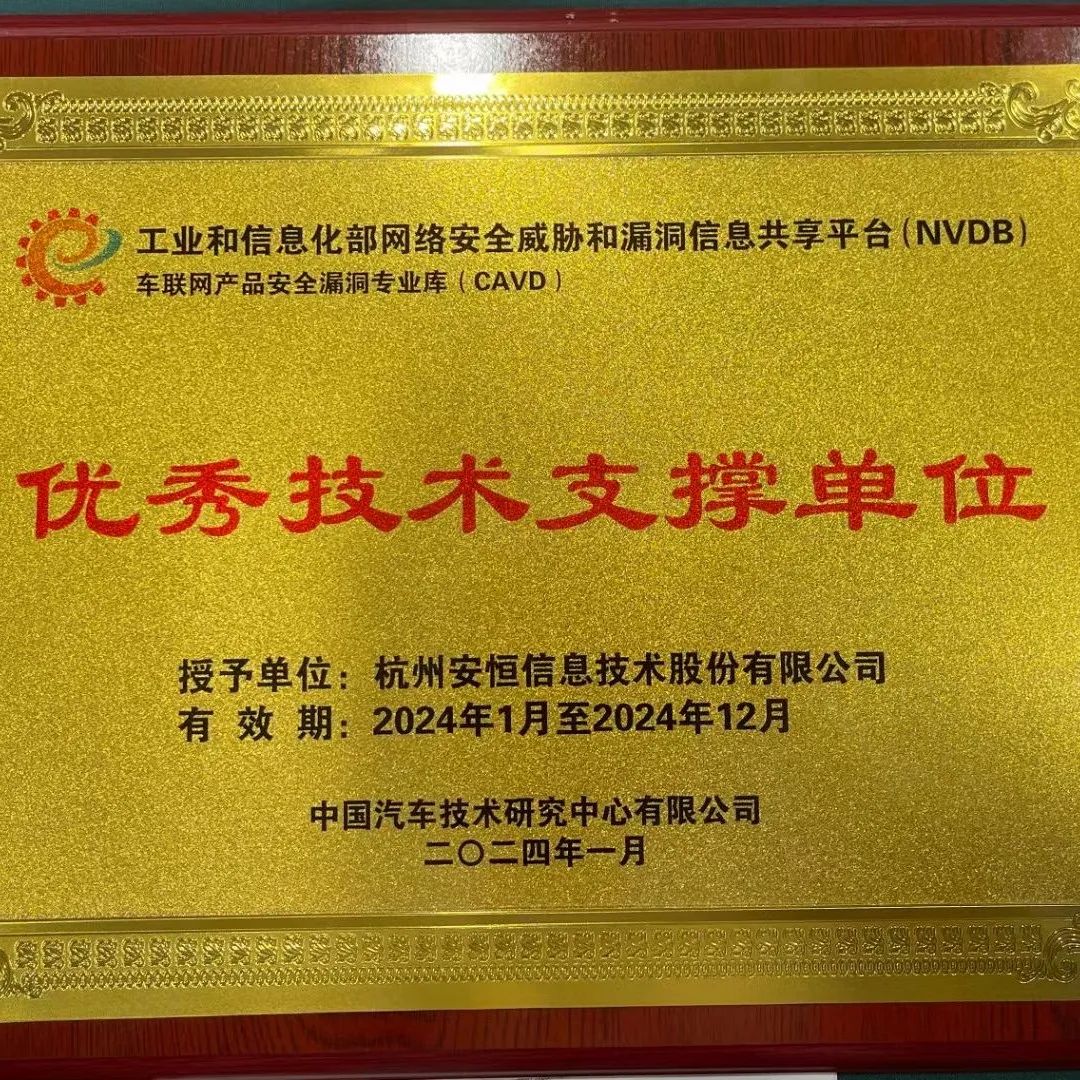 工业和信息化部网络安全威胁和漏洞信息共享平台(NVDB)
车联网产品安全漏洞专业库(CAVD)
优秀技术支撑单位
授予单位：杭州安恒信息技术股份有限公司
有 效 期：2024年1月至2024年12月
中国汽车技术研究中心有限公司
二〇二四年一月